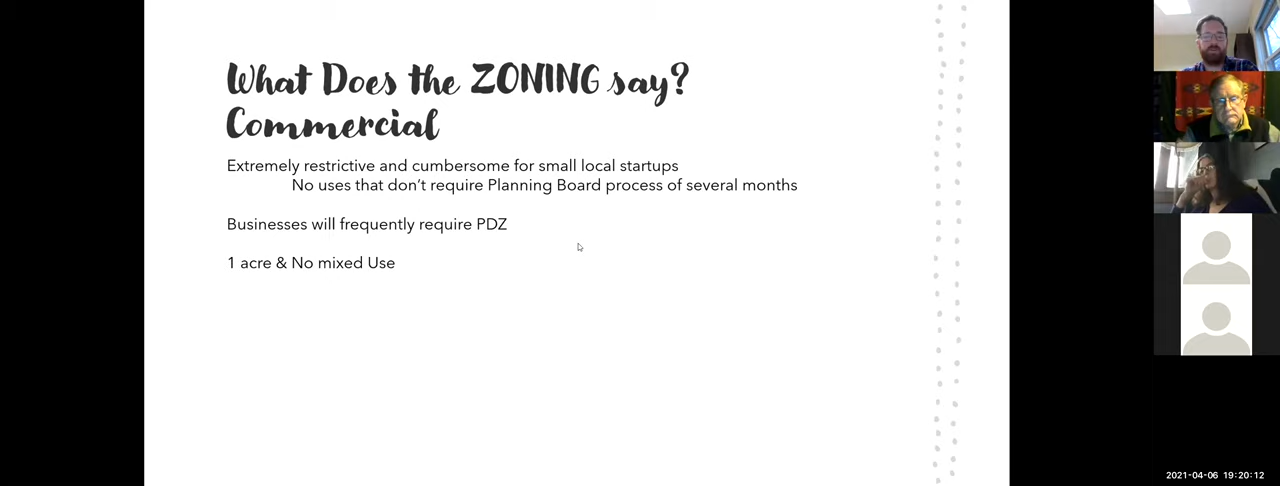 What Does the ZONING say?
Commercial
Extremely restrictive and cumbersome for small local startups
No uses that don’t require Planning Board process of several months
Businesses will frequently require PDZ
1 acre & No mixed Use
2021-04-06 19:20:12